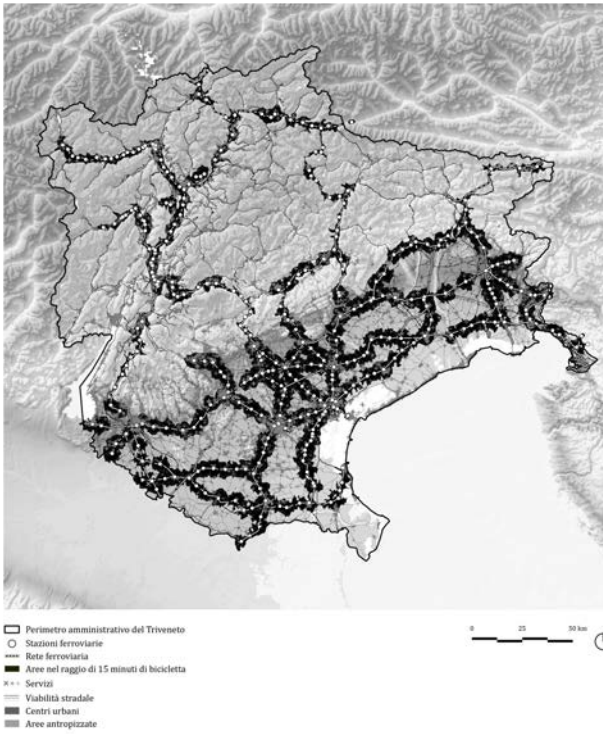 Perimetro amministrativo del Triveneto
Stazioni ferroviarie
Rete ferroviaria
Aree nel raggio di 15 minuti di bicicletta
Servizi
Viabilità stradale
Centri urbani
Aree antropizzate
0 25 50 km